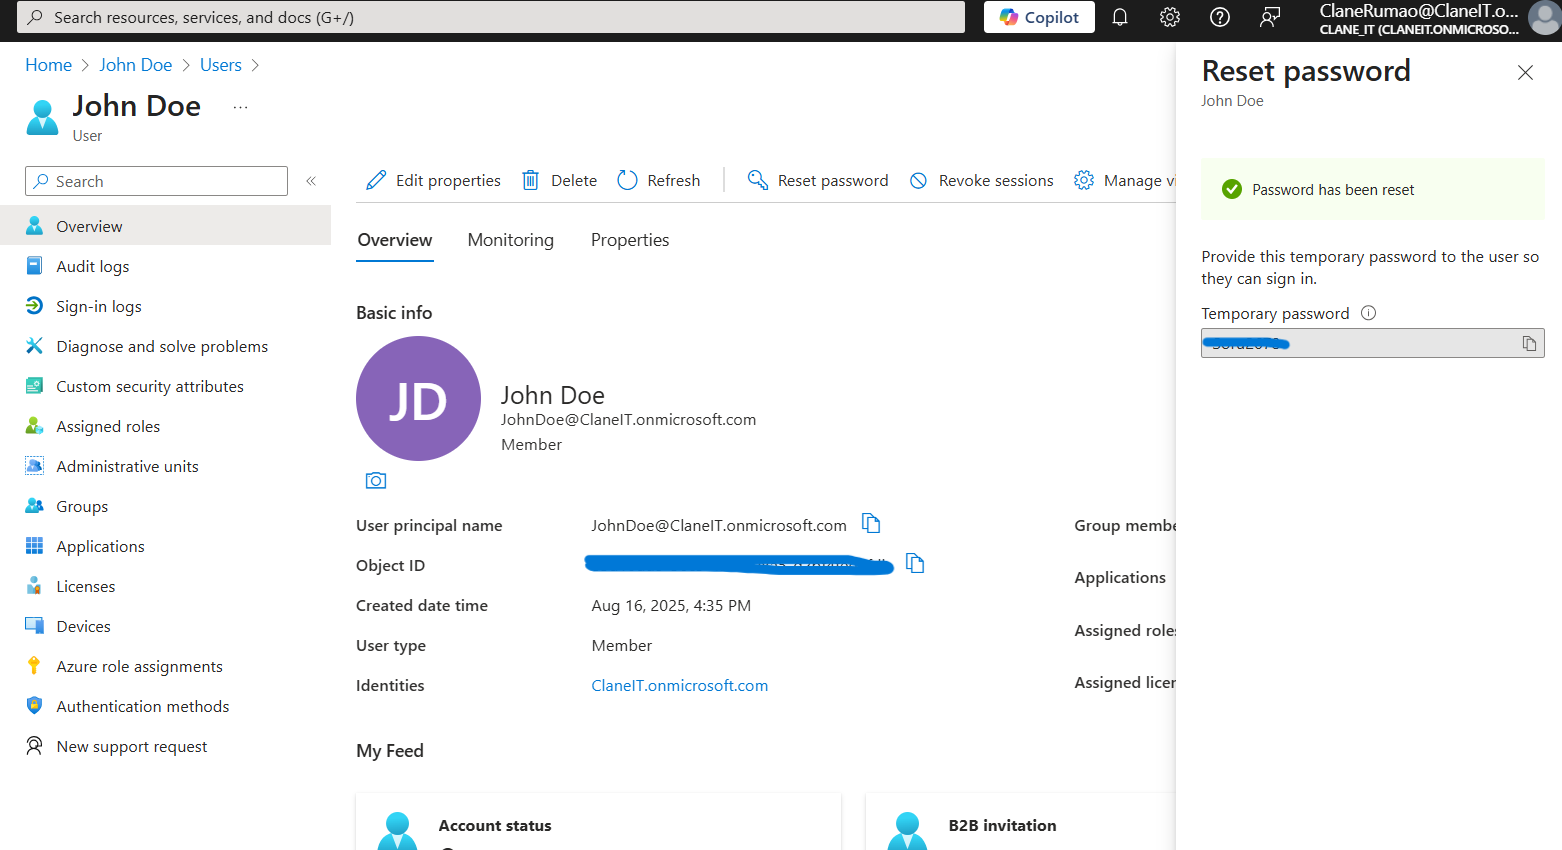 Search resources, services, and docs (G+/)
Copilot
ClaneRumao@ClaneIT.o...
CLANE_IT (CLANEIT.ONMICROSO...
Home > John Doe > Users >
John Doe ...
User
Search
«
Overview
Audit logs
Sign-in logs
Diagnose and solve problems
Custom security attributes
Assigned roles
Administrative units
Groups
Applications
Licenses
Devices
Azure role assignments
Authentication methods
New support request
Edit properties
Delete
Refresh
Reset password
Revoke sessions
Manage vi
Overview
Monitoring
Properties
Basic info
JD
John Doe
JohnDoe@ClaneIT.onmicrosoft.com
Member
User principal name
JohnDoe@ClaneIT.onmicrosoft.com
Object ID
Created date time
Aug 16, 2025, 4:35 PM
User type
Member
Identities
ClaneIT.onmicrosoft.com
Group membe
Applications
Assigned roles
Assigned licen
My Feed
Account status
B2B invitation
Reset password
John Doe
Password has been reset
Provide this temporary password to the user so
they can sign in.
Temporary password